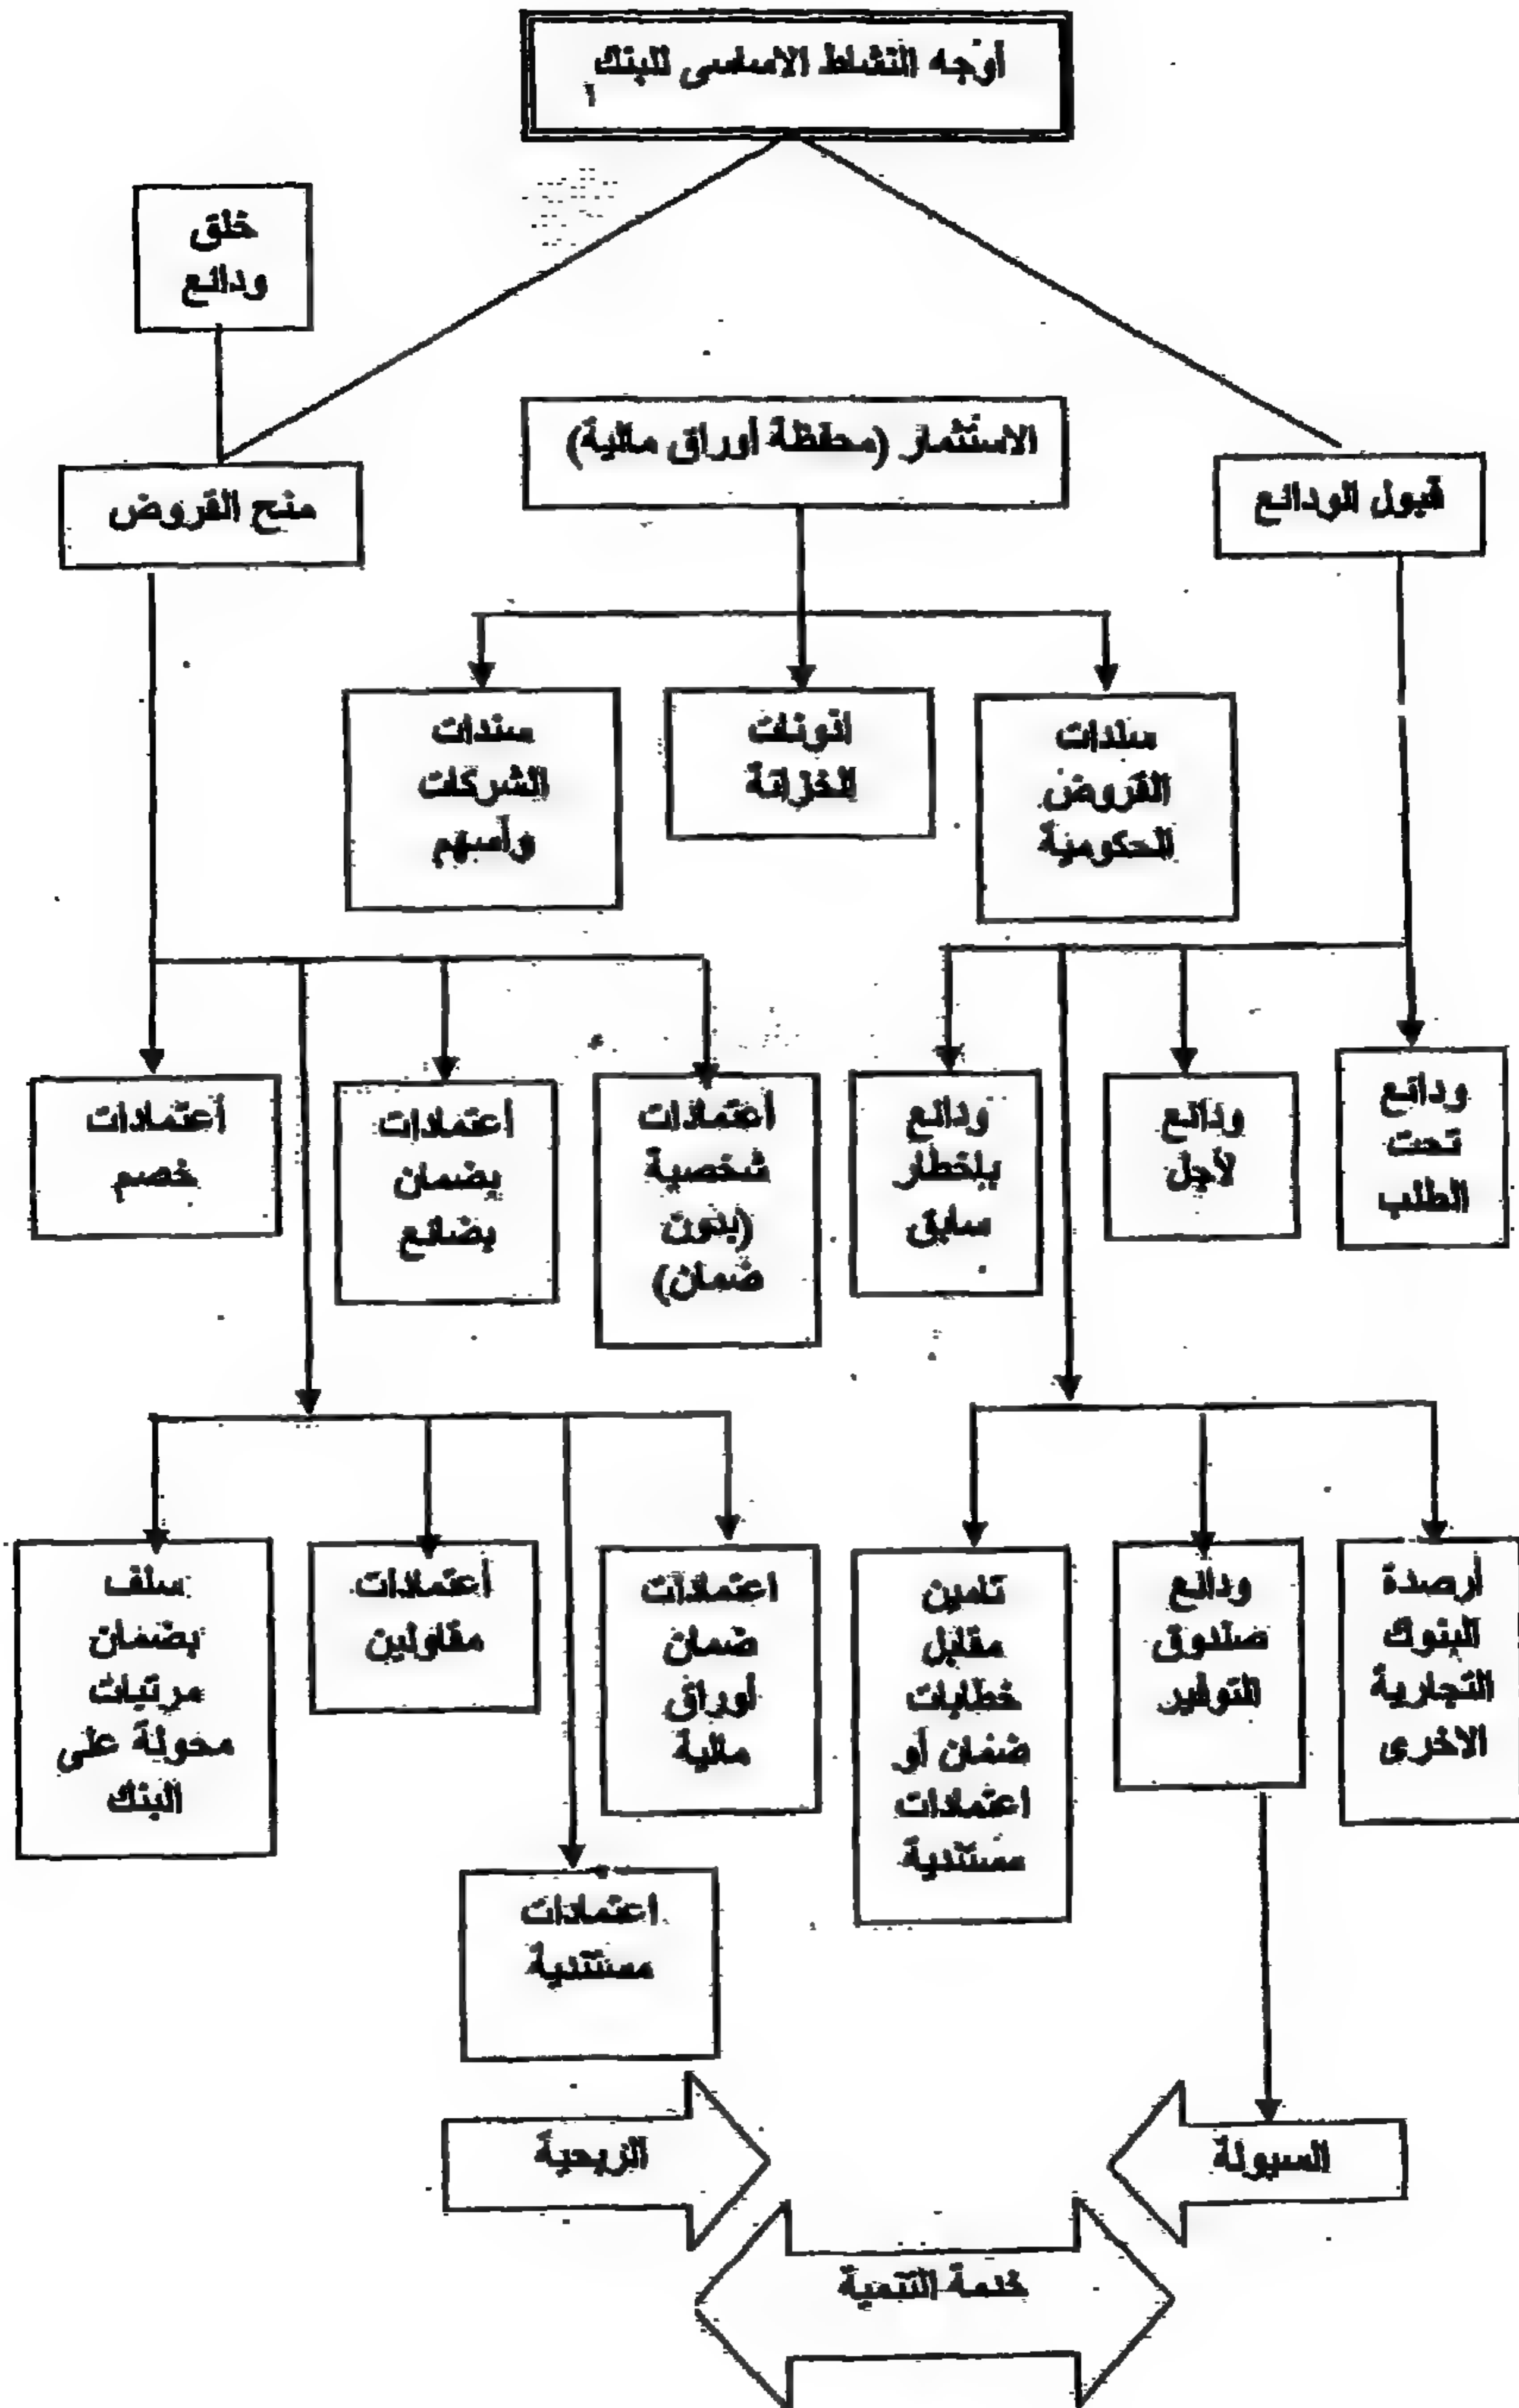 أوجه النشاط الاساسى للبنك
خلق
ودائع
الاستثمار (محفظة أوراق مالية)
قبول الودائع
منح القروض
سندات
القروض
الحكومية
اذونات
الخزانة
سندات
الشركات
وأسهم
ودائع
تحت
الطلب
ودائع
لأجل
ودائع
بإخطار
سابق
أعتمادات
شخصية
(بدون
ضمان)
أعتمادات
بضمان
بضائع
أعتمادات
خصم
أرصدة
البنوك
التجارية
الاخرى
ودائع
صندوق
التوفير
تامين
مقابل
خطابات
ضمان أو
اعتمادات
مستندية
اعتمادات
ضمان
أوراق
مالية
أعتمادات
مقاولين
سلف
بضمان
مرتبات
محولة على
البنك
اعتمادات
مستندية
السيولة
الربحية
خدمة التنمية